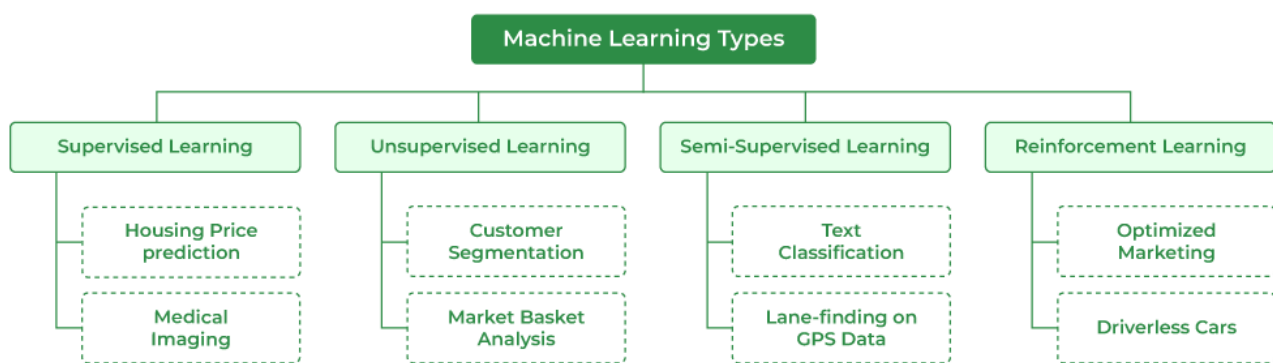 Machine Learning Types
Supervised Learning
Unsupervised Learning
Semi-Supervised Learning
Reinforcement Learning
Housing Price
prediction
Customer
Segmentation
Text
Classification
Optimized
Marketing
Medical
Imaging
Market Basket
Analysis
Lane-finding on
GPS Data
Driverless Cars